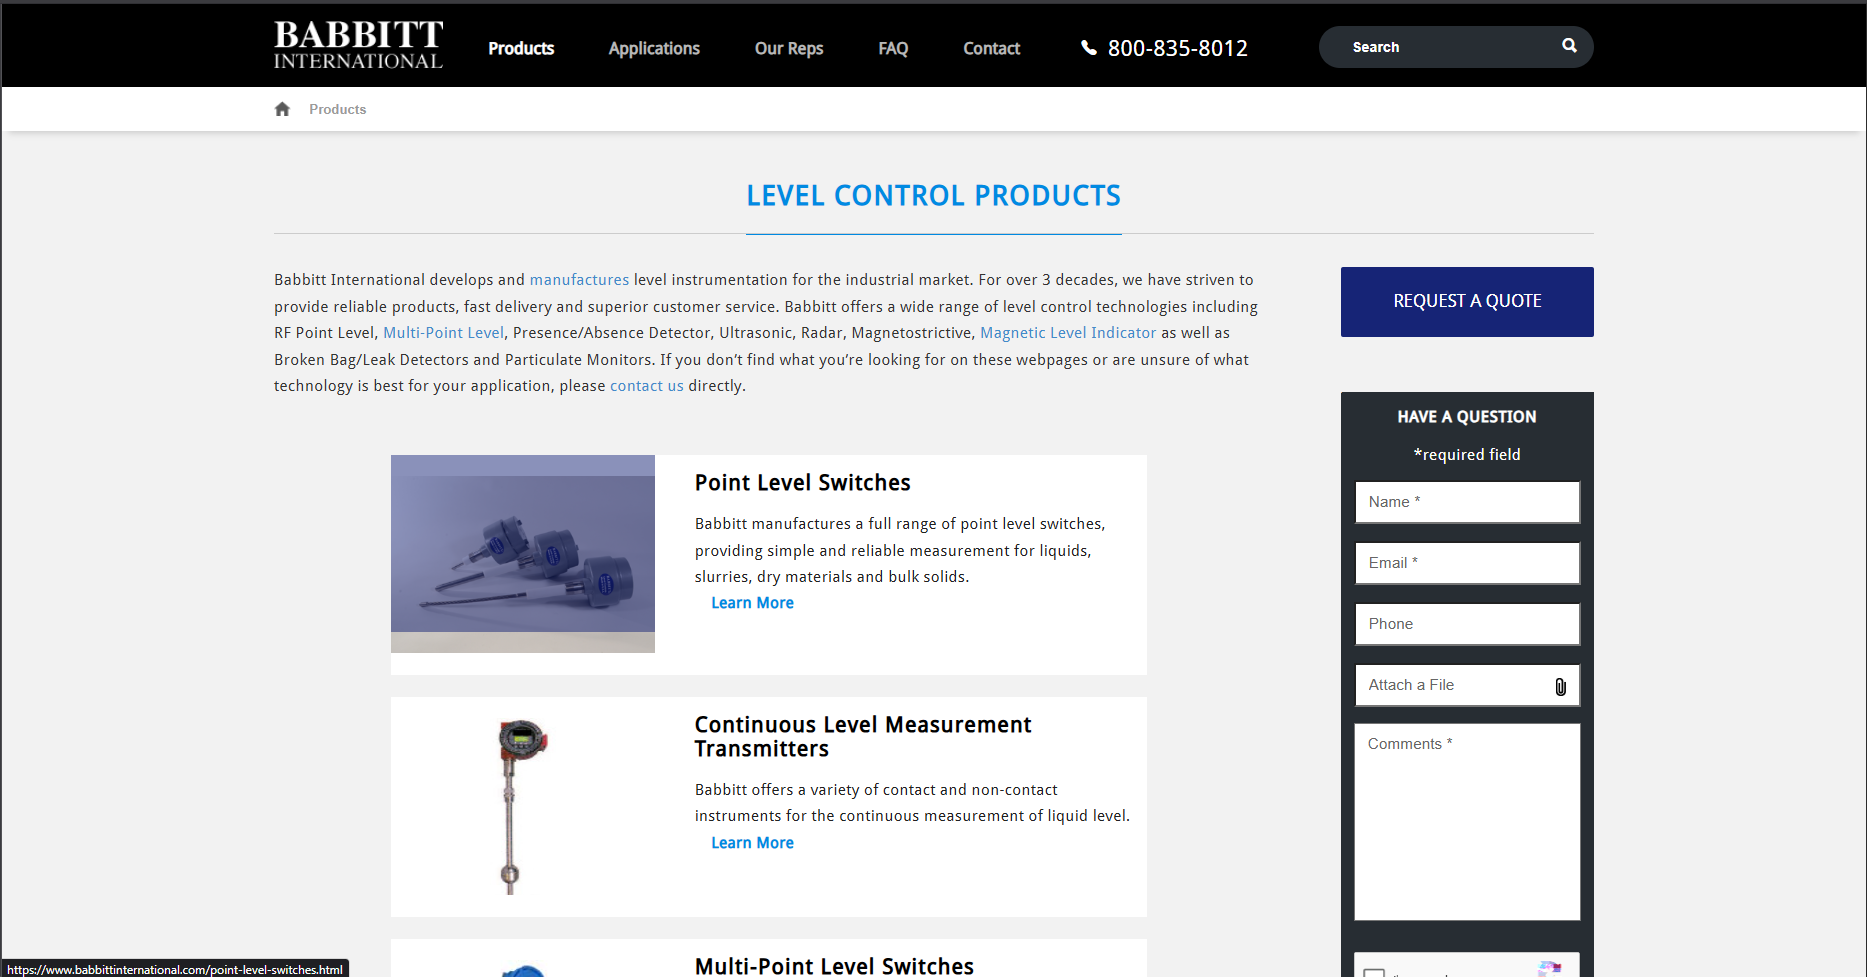 BABBITT
INTERNATIONAL
Products
Applications
Our Reps
FAQ
Contact
800-835-8012
Search
Products
LEVEL CONTROL PRODUCTS
Babbitt International develops and manufactures level instrumentation for the industrial market. For over 3 decades, we have striven to
provide reliable products, fast delivery and superior customer service. Babbitt offers a wide range of level control technologies including
RF Point Level, Multi-Point Level, Presence/Absence Detector, Ultrasonic, Radar, Magnetostrictive, Magnetic Level Indicator as well as
Broken Bag/Leak Detectors and Particulate Monitors. If you don’t find what you’re looking for on these webpages or are unsure of what
technology is best for your application, please contact us directly.
REQUEST A QUOTE
HAVE A QUESTION
*required field
Name *
Email *
Phone
Attach a File
Comments *
Point Level Switches
Babbitt manufactures a full range of point level switches,
providing simple and reliable measurement for liquids,
slurries, dry materials and bulk solids.
Learn More
Continuous Level Measurement
Transmitters
Babbitt offers a variety of contact and non-contact
instruments for the continuous measurement of liquid level.
Learn More
Multi-Point Level Switches
https://www.babbittinternational.com/point-level-switches.html